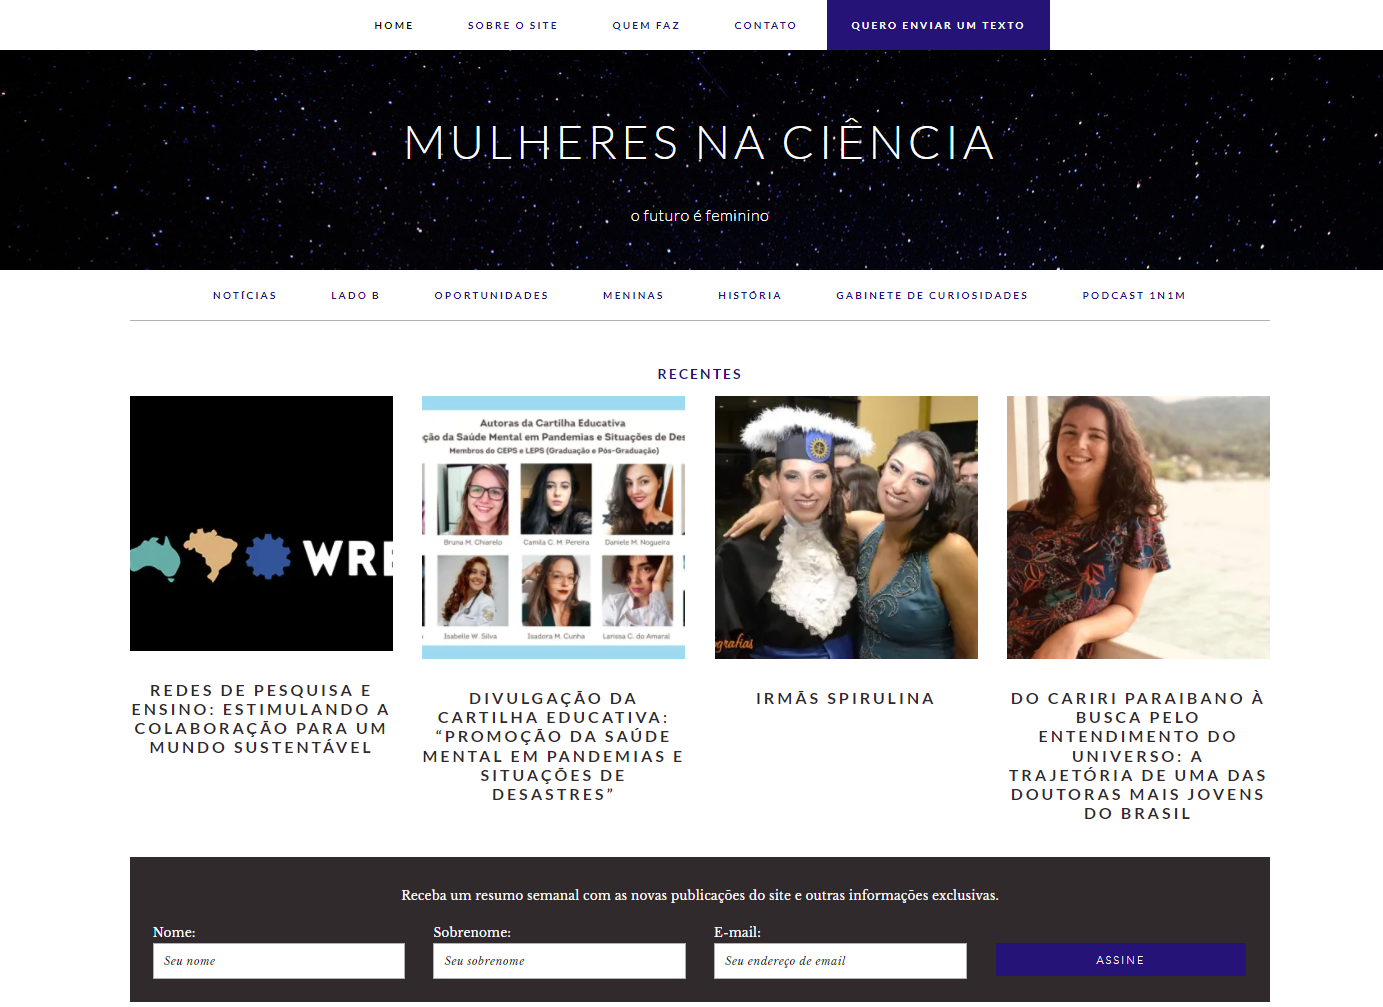 HOME SOBRE O SITE QUEM FAZ CONTATO QUERO ENVIAR UM TEXTO
MULHERES NA CIÊNCIA
o futuro é feminino
NOTÍCIAS LADO B OPORTUNIDADES MENINAS HISTÓRIA GABINETE DE CURIOSIDADES PODCAST 1N1M
RECENTES
WRE
REDES DE PESQUISA E
ENSINO: ESTIMULANDO A
COLABORAÇÃO PARA UM
MUNDO SUSTENTÁVEL
Autoras da Cartilha Educativa
ção da Saúde Mental em Pandemias e Situações de Des
Membros do CEPS e LEPS (Graduação e Pós-Graduação)
Bruna M. Chiarelo Camila C. M. Pereira Daniele M. Nogueira
Isabelle W. Silva Isadora M. Cunha Larissa C. do Amaral
DIVULGAÇÃO DA
CARTILHA EDUCATIVA:
“PROMOÇÃO DA SAÚDE
MENTAL EM PANDEMIAS E
SITUAÇÕES DE
DESASTRES”
ografias
IRMÃS SPIRULINA
DO CARIRI PARAIBANO À
BUSCA PELO
ENTENDIMENTO DO
UNIVERSO: A
TRAJETÓRIA DE UMA DAS
DOUTORAS MAIS JOVENS
DO BRASIL
Receba um resumo semanal com as novas publicações do site e outras informações exclusivas.
Nome: Sobrenome: E-mail:
Seu nome Seu sobrenome Seu endereço de email ASSINE